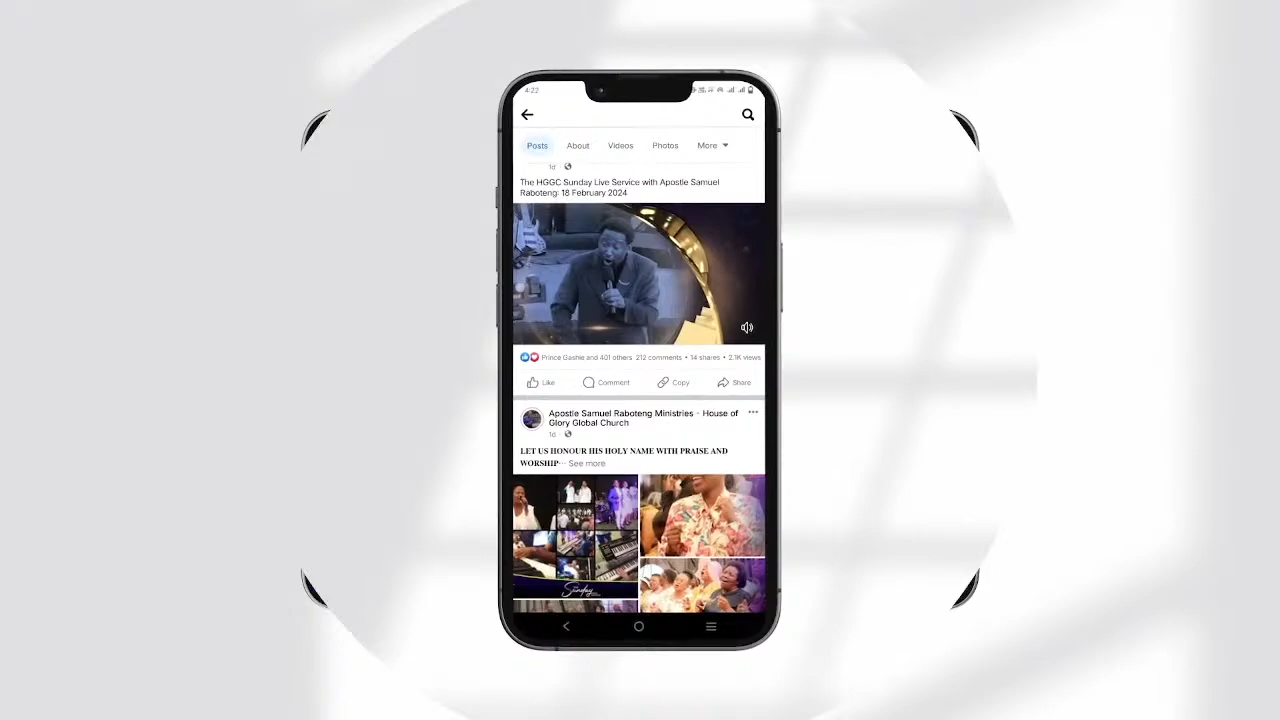 4:22
Posts About Videos Photos More
1d
The HGGC Sunday Live Service with Apostle Samuel
Raboteng: 18 February 2024
Prince Gashie and 401 others 212 comments • 14 shares • 2.1K views
Like Comment Copy Share
Apostle Samuel Raboteng Ministries - House of
Glory Global Church
1d
LET US HONOUR HIS HOLY NAME WITH PRAISE AND
WORSHIP... See more
Sunday